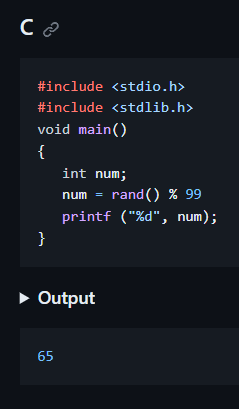 C
#include <stdio.h>
#include <stdlib.h>
void main()
{
   int num;
   num = rand() % 99
   printf ("%d", num);
}
Output
65